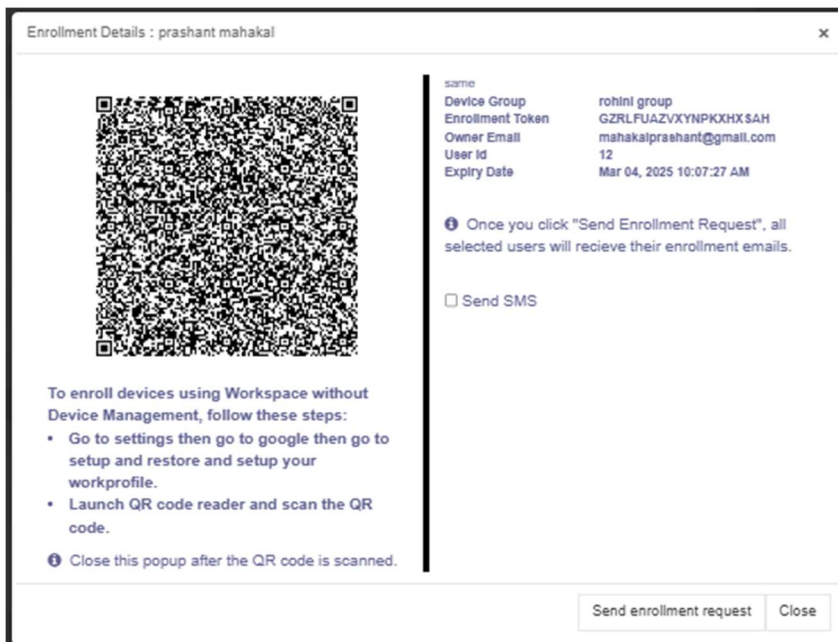 Enrollment Details : prashant mahakal
×
To enroll devices using Workspace without
Device Management, follow these steps:
• Go to settings then go to google then go to
setup and restore and setup your
workprofile.
• Launch QR code reader and scan the QR
code.
Close this popup after the QR code is scanned.
same
Device Group rohini group
Enrollment Token GZRLFUAZVXYNPKXHXSAH
Owner Email mahakalprashant@gmail.com
User Id 12
Expiry Date Mar 04, 2025 10:07:27 AM
Once you click "Send Enrollment Request", all
selected users will recieve their enrollment emails.
Send SMS
Send enrollment request Close